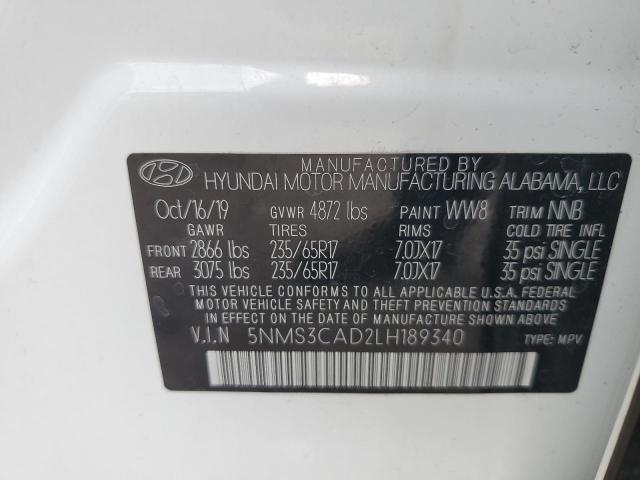 MANUFACTURED BY
HYUNDAI MOTOR MANUFACTURING ALABAMA, LLC
Oct/16/19 GVWR 4872 lbs PAINT WW8 TRIM NNB
GAWR TIRES RIMS COLD TIRE INFL
FRONT 2866 lbs 235/65R17 7.0JX17 35 psi SINGLE
REAR 3075 lbs 235/65R17 7.0JX17 35 psi SINGLE
THIS VEHICLE CONFORMS TO ALL APPLICABLE U.S.A. FEDERAL
MOTOR VEHICLE SAFETY AND THEFT PREVENTION STANDARDS
IN EFFECT ON THE DATE OF MANUFACTURE SHOWN ABOVE.
V.I.N 5NMS3CAD2LH189340 TYPE: MPV